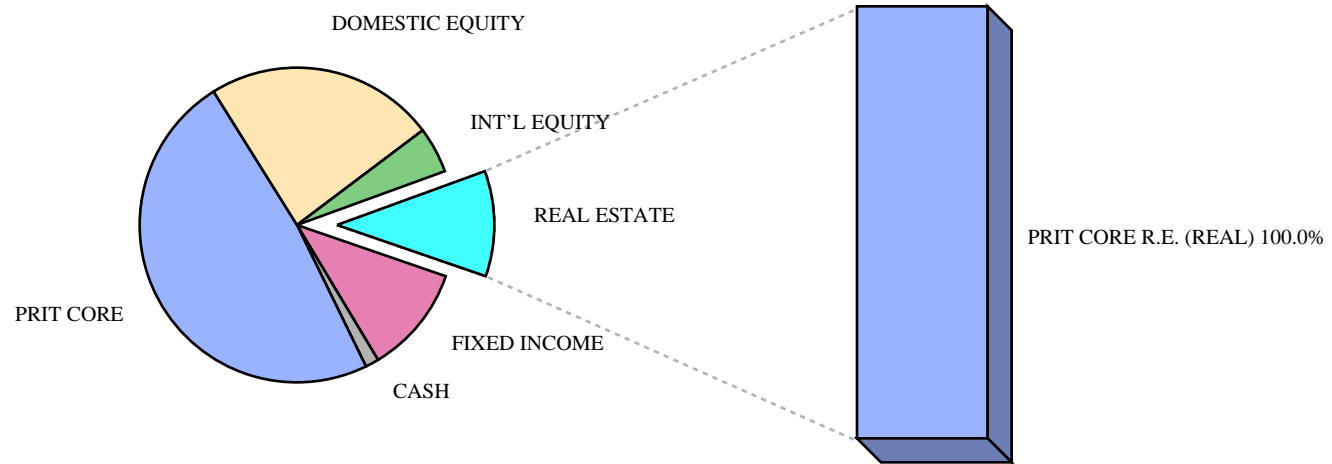 DOMESTIC EQUITY
INT'L EQUITY
REAL ESTATE
PRIT CORE R.E. (REAL) 100.0%
PRIT CORE
FIXED INCOME
CASH